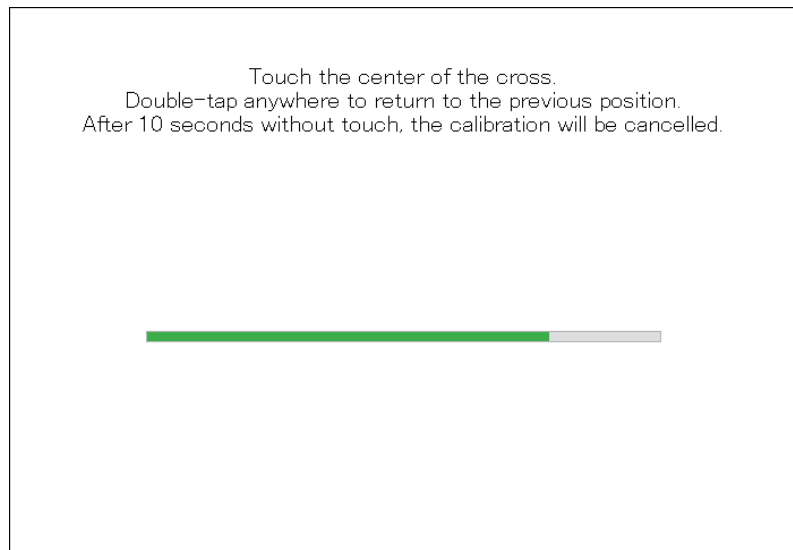 Touch the center of the cross.
Double-tap anywhere to return to the previous position.
After 10 seconds without touch, the calibration will be cancelled.